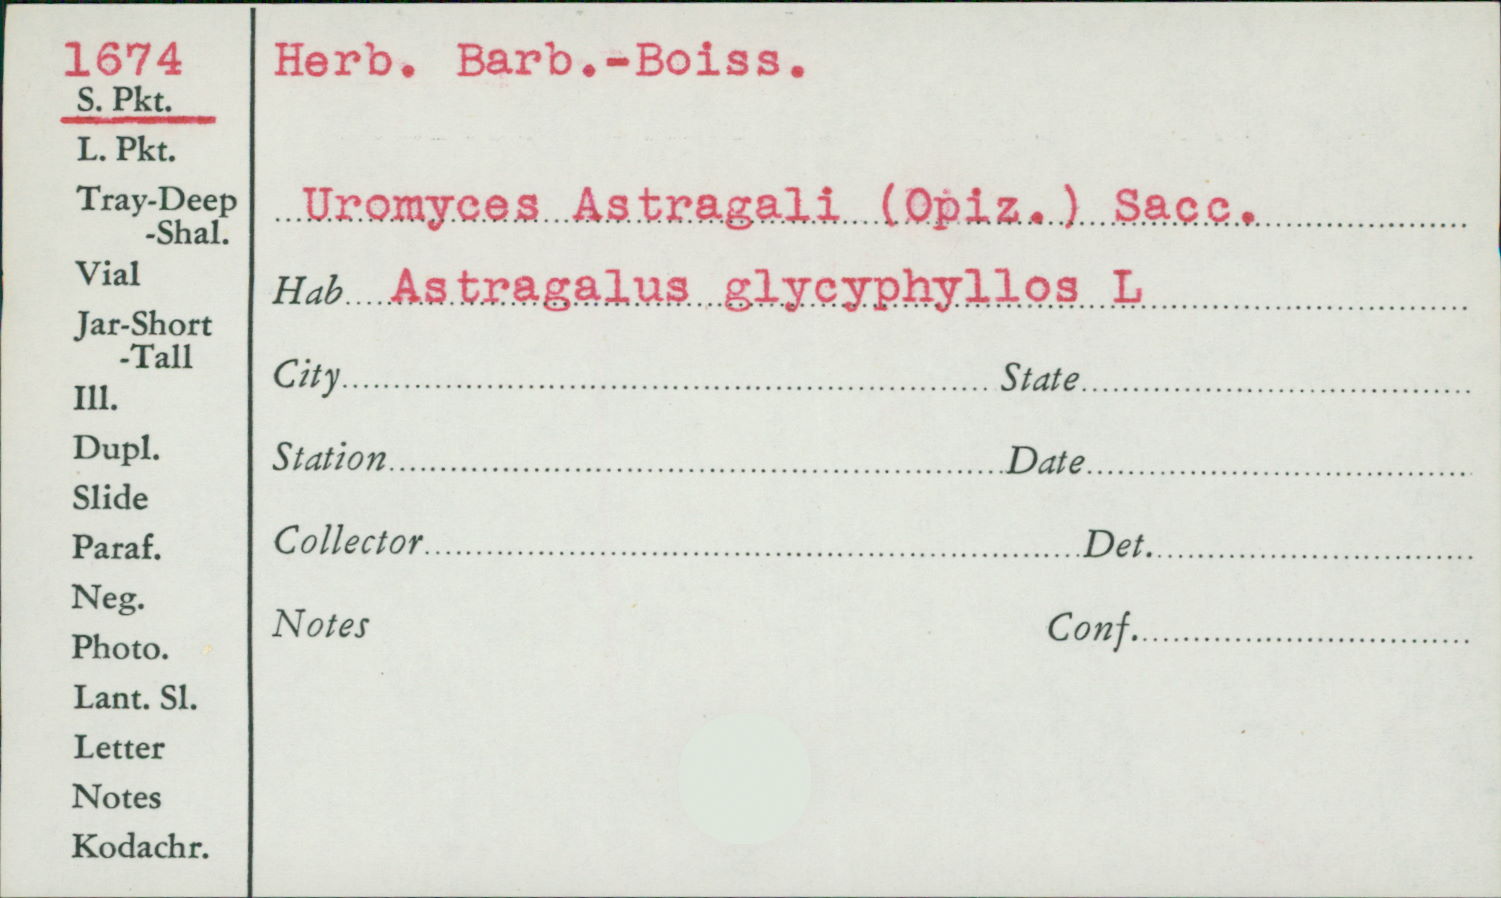 1674
S. Pkt.
L. Pkt.
Tray-Deep
-Shal.
Vial
Jar-Short
-Tall
Ill.
Dupl.
Slide
Paraf.
Neg.
Photo.
Lant. Sl.
Letter
Notes
Kodachr.
Herb. Barb.-Boiss.
Uromyces Astragali (Opiz.) Sacc.
Hab Astragalus glycyphyllos L
City State
Station Date
Collector Det.
Notes Conf.